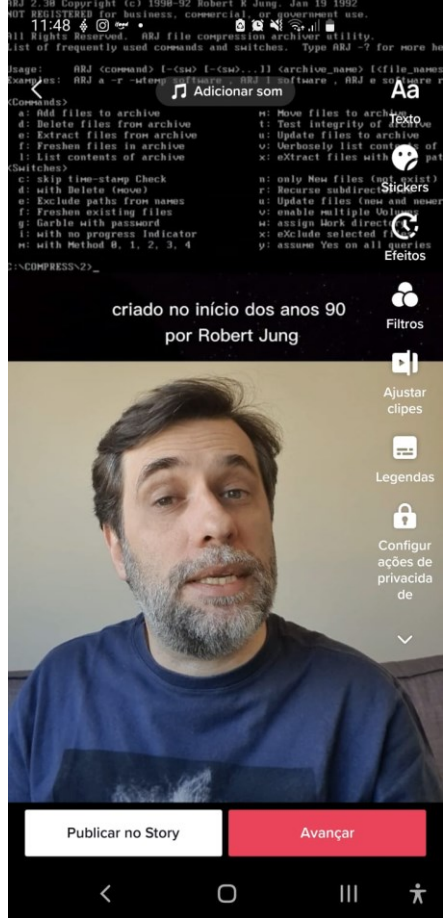 ARJ 2.30 Copyright (c) 1990-92 Robert K Jung. Jan 19 1992
NOT REGISTERED for business, commercial, or government use.
11:48
All Rights Reserved. ARJ file compression archiver utility.
List of frequently used commands and switches. Type ARJ -? for more he
Usage: ARJ <command> [-<sw> [-<sw>...]] <archive_name> [<file_names
Examples: ARJ a -r -wtemp software , ARJ l software , ARJ e software
Adicionar som
<Commands>
a: Add files to archive m: Move files to archive
d: Delete files from archive t: Test integrity of archive
e: Extract files from archive u: Update files to archive
f: Freshen files in archive v: Verbosely list contents of
l: List contents of archive x: eXtract files with pat
<Switches>
c: skip time-stamp Check n: only New files (not exist)
d: with Delete (move) r: Recurse subdirectories
e: Exclude paths from names u: Update files (new and newer
f: Freshen existing files v: enable multiple Volumes
g: Garble with password w: assign Work directory
i: with no progress Indicator x: eXclude selected
m: with Method 0, 1, 2, 3, 4 y: assume Yes on all queries
C:\COMPRESS\2>_
Aa
Texto
Stickers
Efeitos
Filtros
Ajustar
clipes
Legendas
Configur
ações de
privacida
de
criado no início dos anos 90
por Robert Jung
Publicar no Story
Avançar